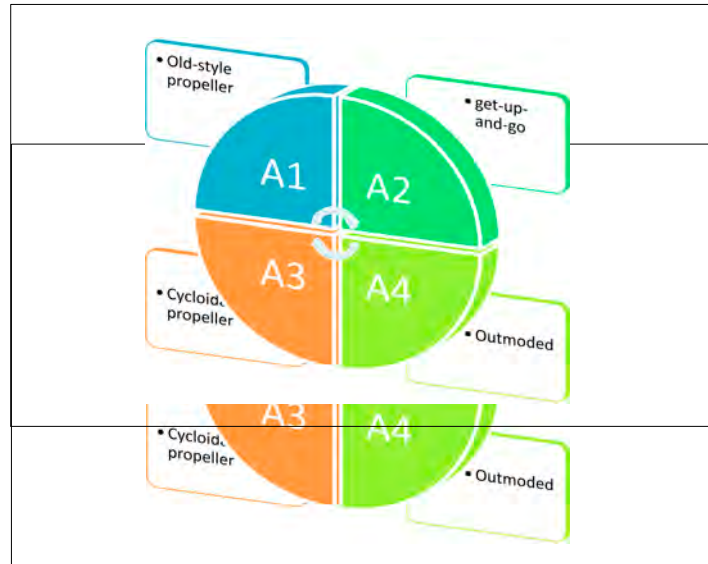 • Old-style
propeller
• get-up-
and-go
A1
A2
A3
A4
• 
propeller
• Outmoded
A3
A4
• 
propeller
• Outmoded